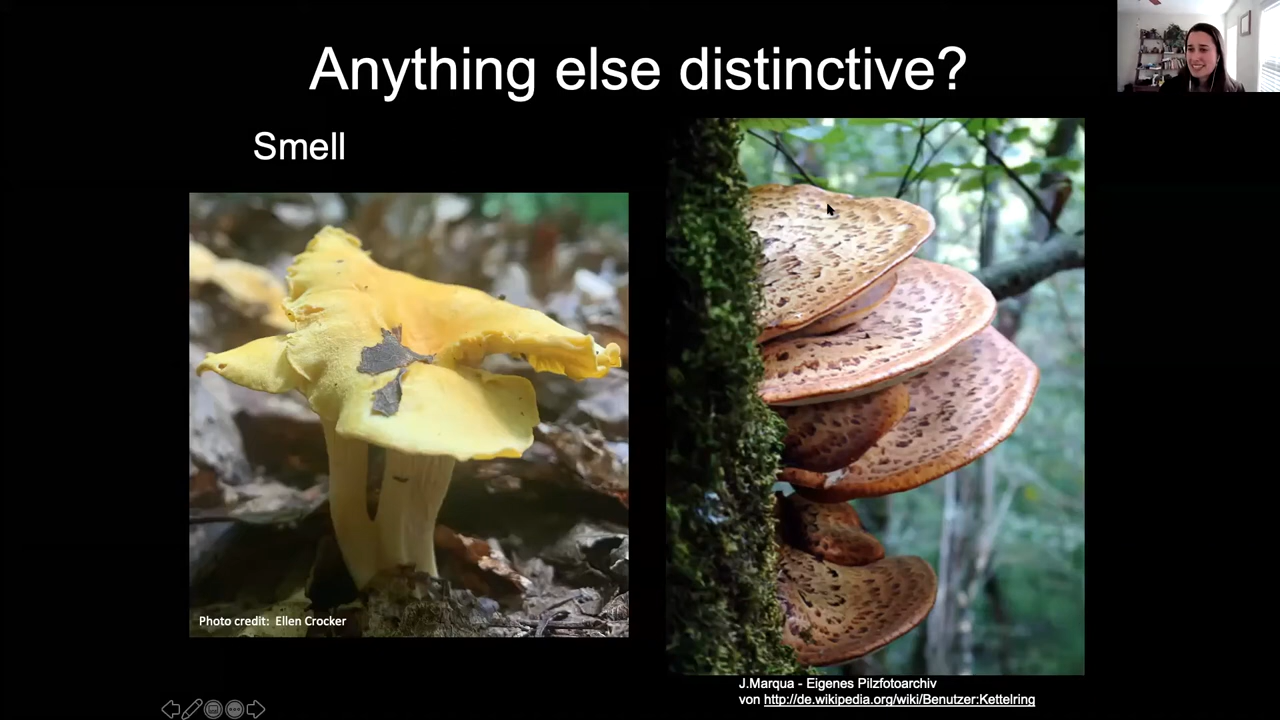 Anything else distinctive?
Smell
Photo credit: Ellen Crocker
J.Marqua - Eigenes Pilzfotoarchiv
von http://de.wikipedia.org/wiki/Benutzer:Kettelring